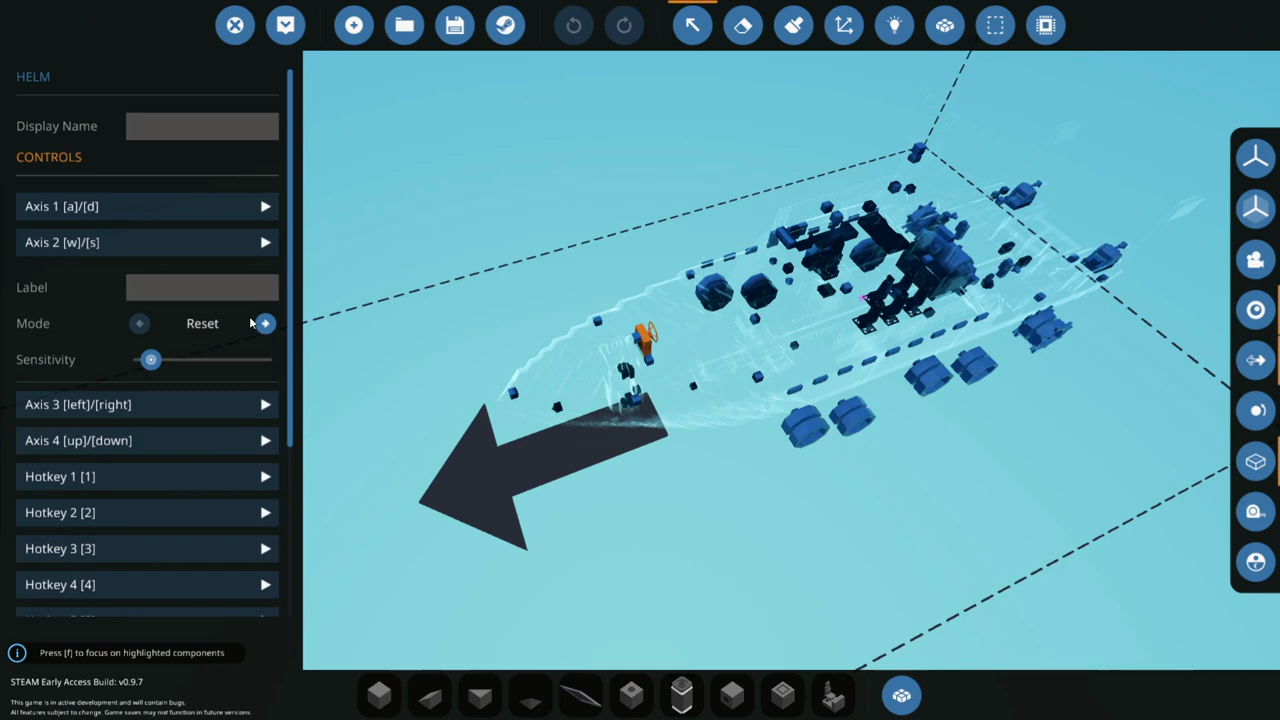 HELM
Display Name
CONTROLS
Axis 1 [a]/[d]
Axis 2 [w]/[s]
Label
Mode
Reset
Sensitivity
Axis 3 [left]/[right]
Axis 4 [up]/[down]
Hotkey 1 [1]
Hotkey 2 [2]
Hotkey 3 [3]
Hotkey 4 [4]
Press [f] to focus on highlighted components
STEAM Early Access Build: v0.9.7
This game is in active development and will contain bugs.
All features subject to change. Game saves may not function in future versions.